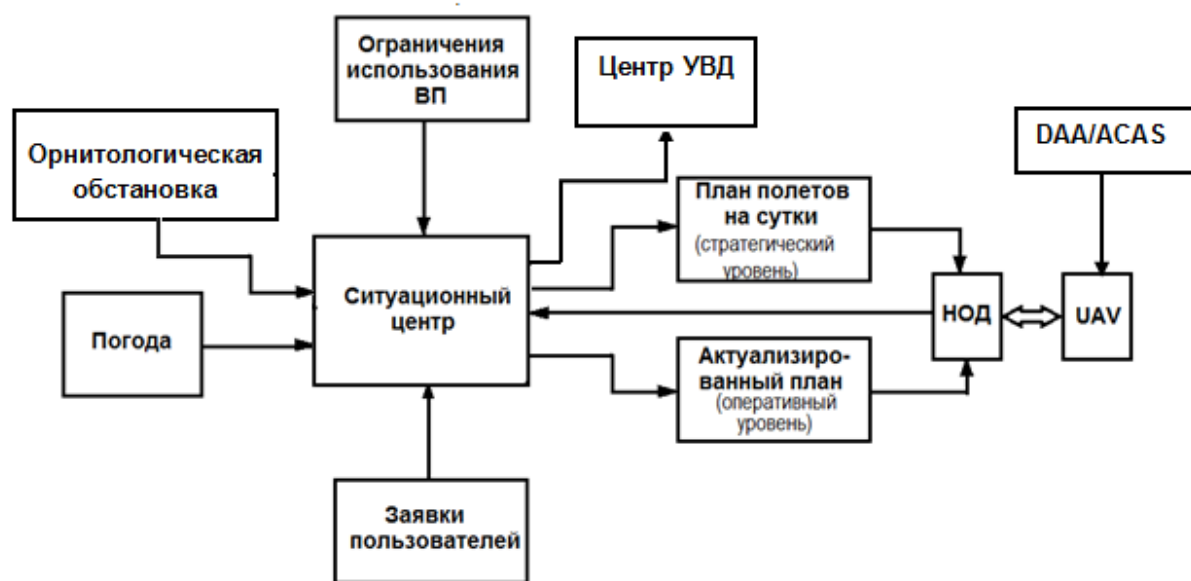 Ограничения
использования
ВП
Центр УВД
DAA/ACAS
Орнитологическая
обстановка
План полетов
на сутки
(стратегический
уровень)
Ситуационный
центр
НОД
UAV
Погода
Актуализиро-
ванный план
(оперативный
уровень)
Заявки
пользователей